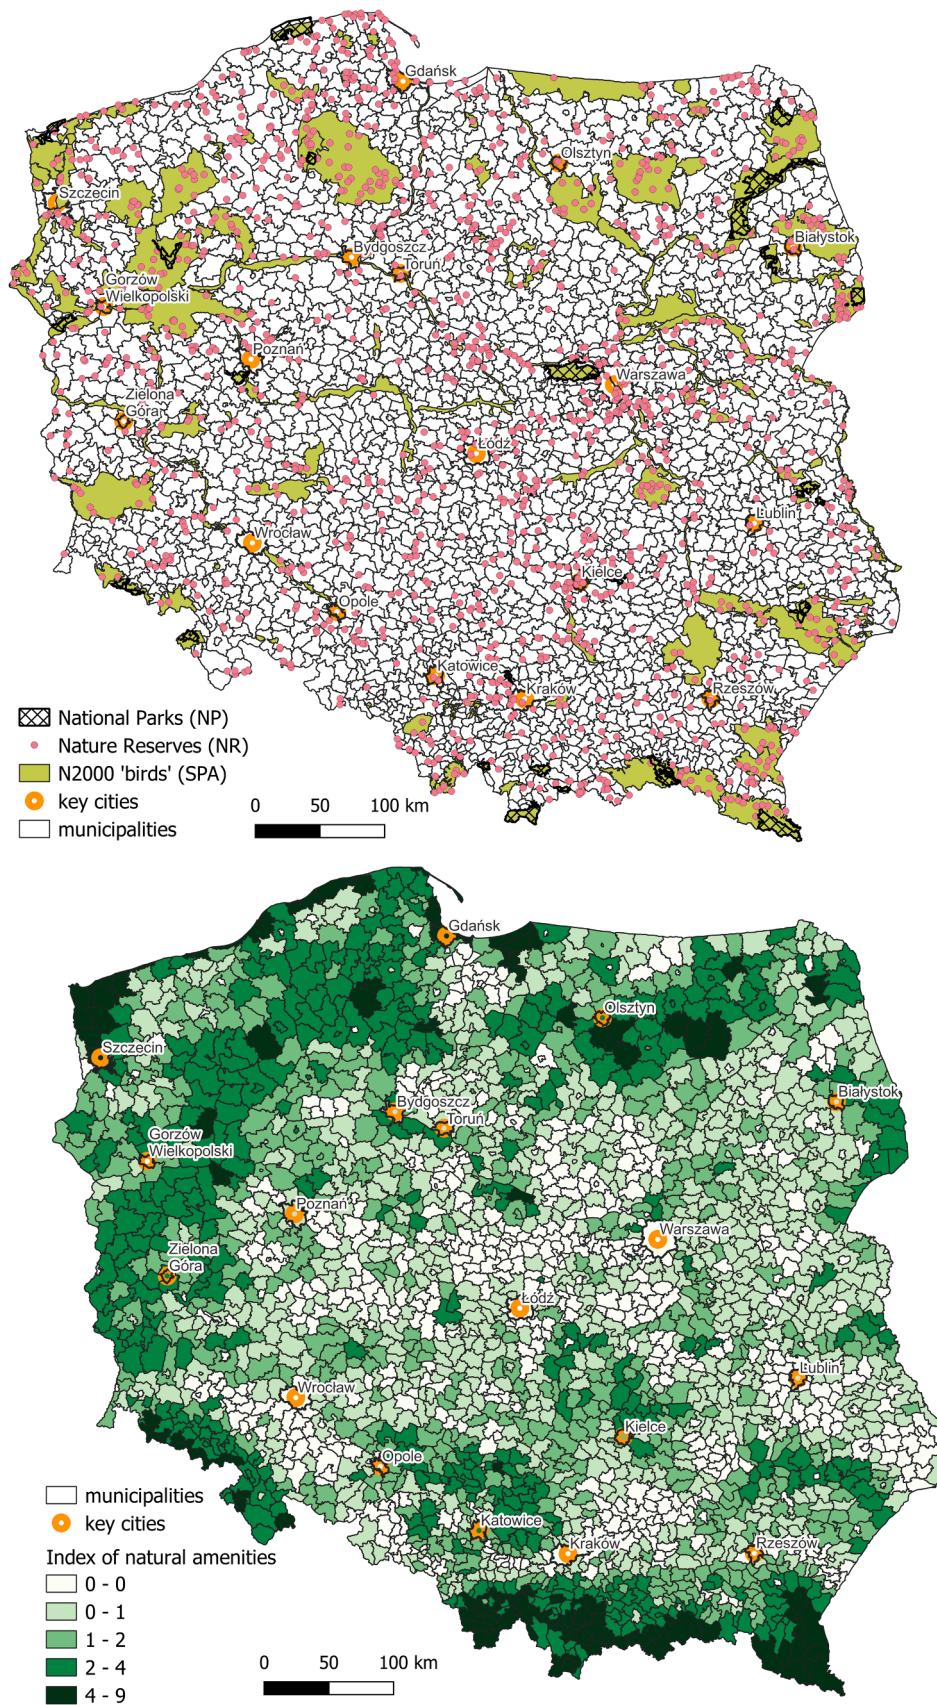 Gdańsk
Olsztyn
Szczecin
Białystok
Bydgoszcz
Toruń
Gorzów
Wielkopolski
Poznań
Warszawa
Zielona
Góra
Łódź
Lublin
Wrocław
Kielce
Opole
Katowice
Kraków
Rzeszów
National Parks (NP)
Nature Reserves (NR)
N2000 'birds' (SPA)
key cities
municipalities
0 50 100 km
Gdańsk
Olsztyn
Szczecin
Białystok
Bydgoszcz
Toruń
Gorzów
Wielkopolski
Poznań
Warszawa
Zielona
Góra
Łódź
Lublin
Wrocław
Kielce
Opole
Katowice
Kraków
Rzeszów
municipalities
key cities
Index of natural amenities
0 - 0
0 - 1
1 - 2
2 - 4
4 - 9
0 50 100 km